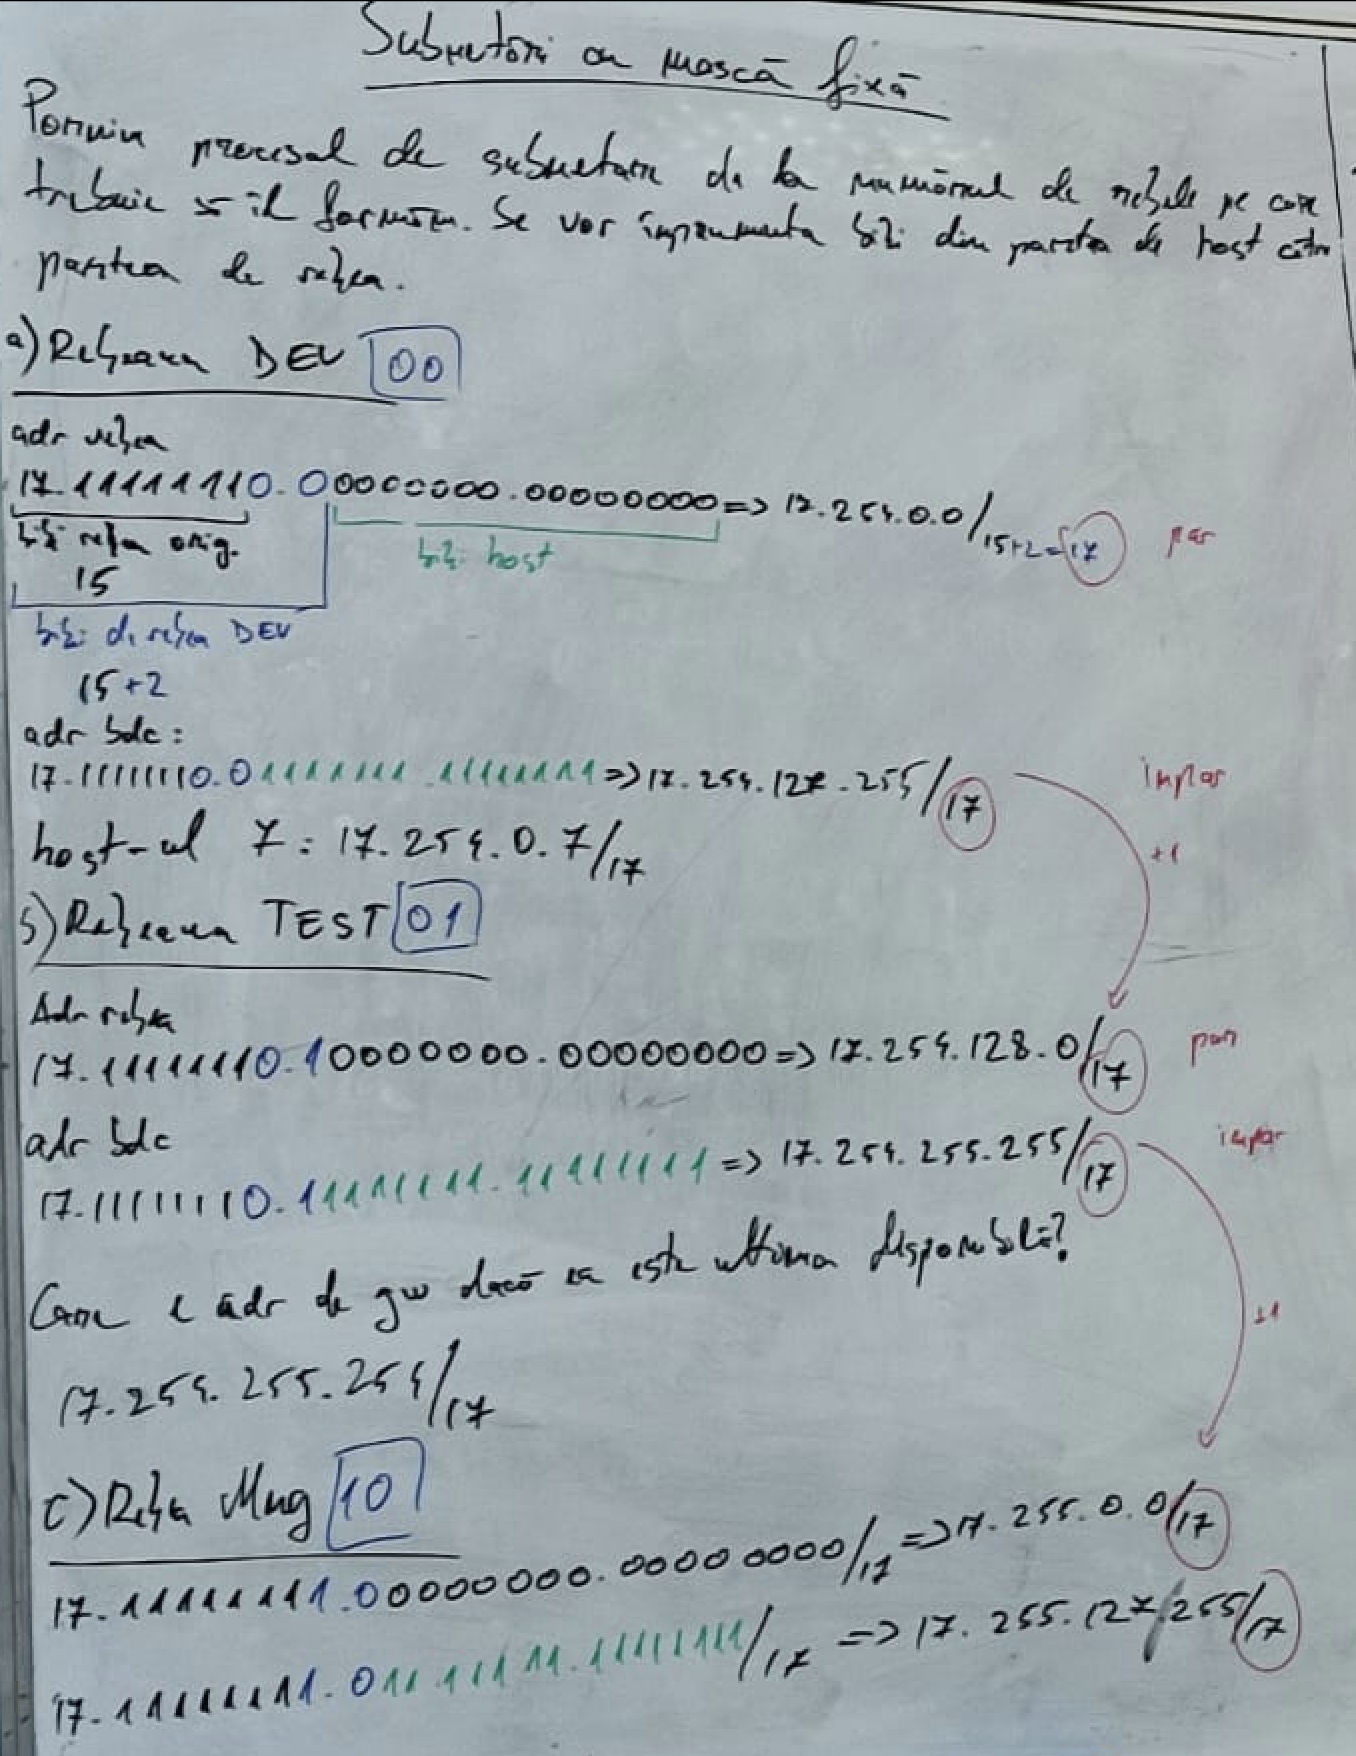 Subrețele cu mască fixă
Pornim procesul de subnetare de la numărul de rețele pe care
trebuie să îl formăm. Se vor împrumuta biți din partea de host către
partea de rețea.
a) Rețeaua DEV 00
adr rețea
17.11111110.00000000.00000000 => 17.254.0.0/15+2=17 par
biți rețea orig. biți host
15
biți de rețea DEV
15+2
adr bdc:
17.11111110.01111111.11111111 => 17.254.127.255/17 impar
+1
host-ul 7: 17.254.0.7/17
b) Rețeaua TEST 01
Adr rețea
17.11111110.10000000.00000000 => 17.254.128.0/17 par
adr bdc
17.11111110.11111111.11111111 => 17.254.255.255/17 impar
Care e adr de gw dacă ea este ultima disponibilă?
+1
17.254.255.254/17
c) Rețea Mng 10
17.11111111.00000000.00000000/17 => 17.255.0.0/17
17.11111111.01111111.11111111/17 => 17.255.127.255/17